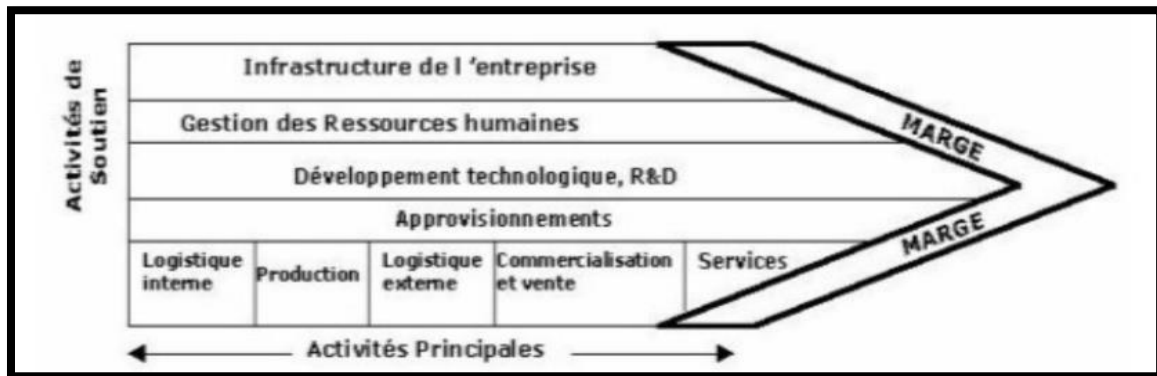 Activités de
Soutien
Infrastructure de l 'entreprise
Gestion des Ressources humaines
Développement technologique, R&D
Approvisionnements
MARGE
MARGE
Logistique
interne
Production
Logistique
externe
Commercialisation
et vente
Services
Activités Principales